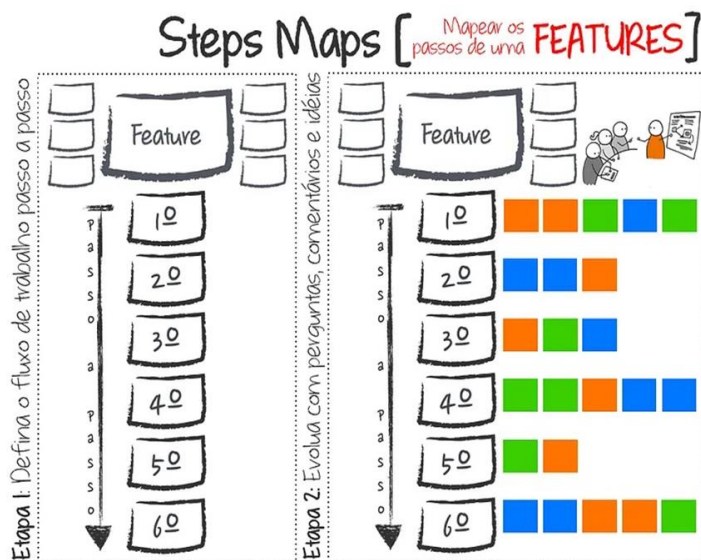 Steps Maps [Mapear os
passos de uma FEATURES]
Etapa 1: Defina o fluxo de trabalho passo a passo
Feature
Passo a Passo
1º
2º
3º
4º
5º
6º
Etapa 2: Evolua com perguntas, comentários e idéias
Feature
Passo a Passo
1º
2º
3º
4º
5º
6º